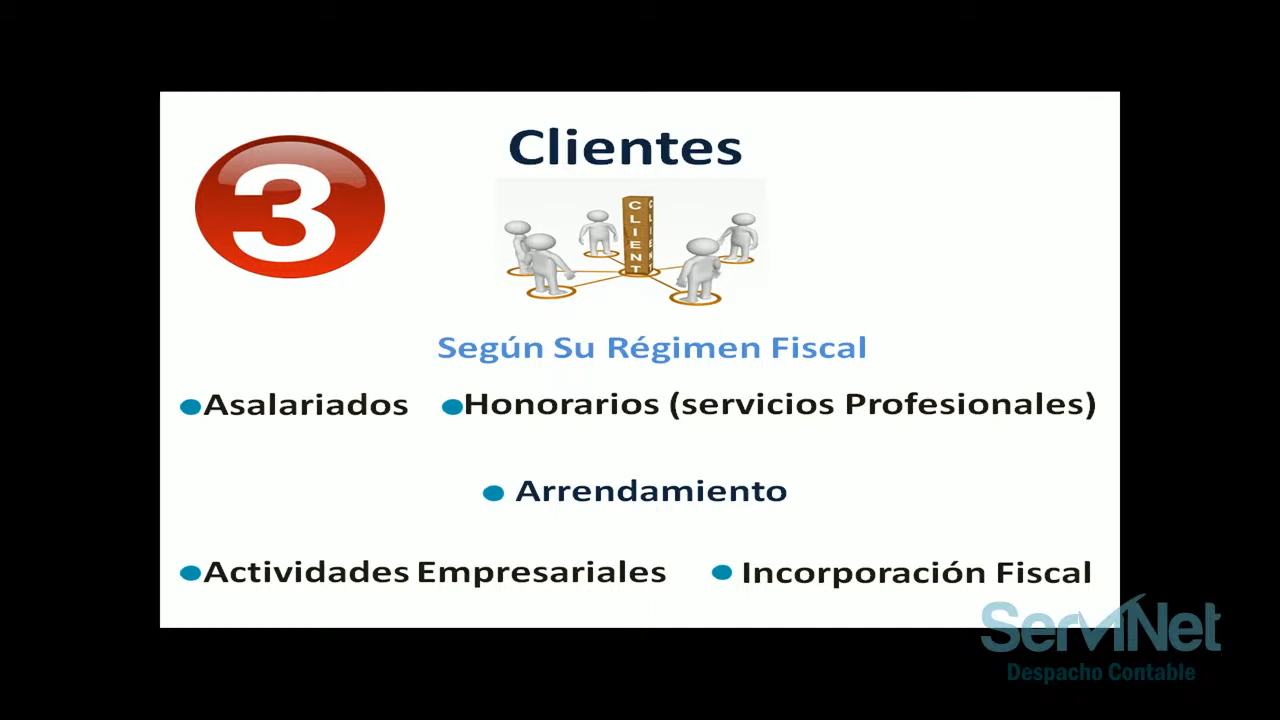 3
Clientes
CLIENT
CLIENT
Según Su Régimen Fiscal
Asalariados
Honorarios (servicios Profesionales)
Arrendamiento
Actividades Empresariales
Incorporación Fiscal
ServiNet
Despacho Contable